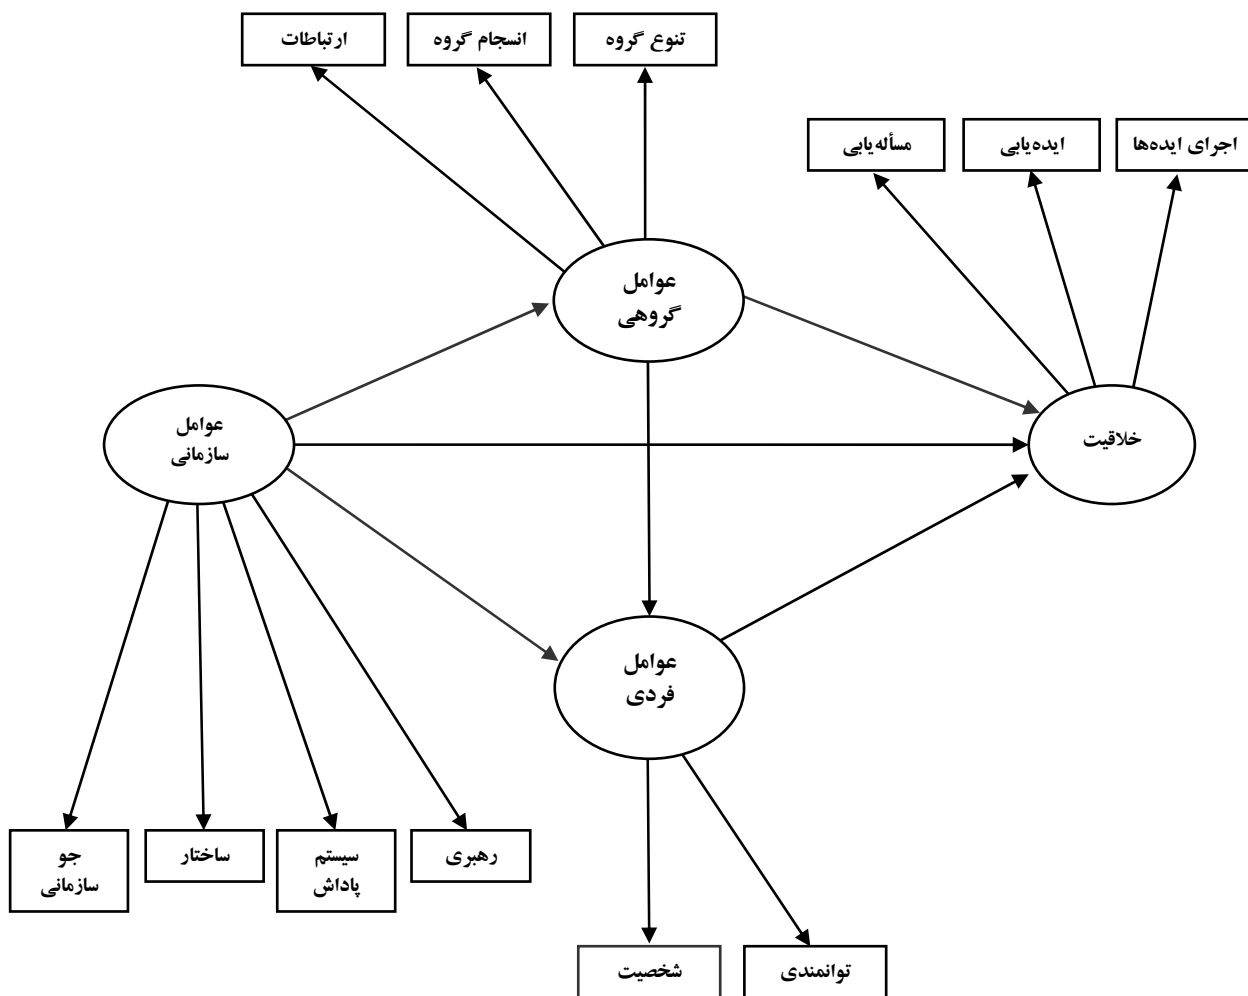 تنوع گروه
انسجام گروه
ارتباطات
اجرای ایده‌ها
ایده‌یابی
مسأله‌یابی
عوامل
گروهی
خلاقیت
عوامل
سازمانی
عوامل
فردی
رهبری
سیستم
پاداش
ساختار
جو
سازمانی
توانمندی
شخصیت